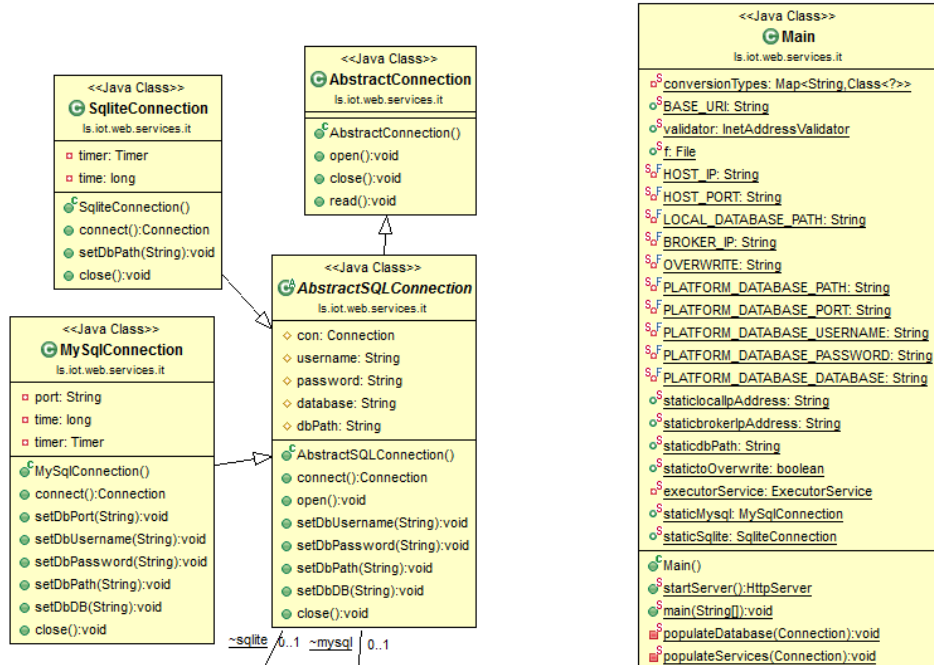 <<Java Class>>
SqliteConnection
ls.iot.web.services.it
timer: Timer
time: long
SqliteConnection()
connect():Connection
setDbPath(String):void
close():void
<<Java Class>>
MySqlConnection
ls.iot.web.services.it
port: String
time: long
timer: Timer
MySqlConnection()
connect():Connection
setDbPort(String):void
setDbUsername(String):void
setDbPassword(String):void
setDbPath(String):void
setDbDB(String):void
close():void
<<Java Class>>
AbstractConnection
ls.iot.web.services.it
AbstractConnection()
open():void
close():void
read():void
<<Java Class>>
AbstractSQLConnection
ls.iot.web.services.it
con: Connection
username: String
password: String
database: String
dbPath: String
AbstractSQLConnection()
connect():Connection
open():void
setDbUsername(String):void
setDbPassword(String):void
setDbPath(String):void
setDbDB(String):void
close():void
~sqlite 0..1 ~mysql 0..1
<<Java Class>>
Main
ls.iot.web.services.it
conversionTypes: Map<String,Class<?>>
BASE_URI: String
validator: InetAddressValidator
f: File
HOST_IP: String
HOST_PORT: String
LOCAL_DATABASE_PATH: String
BROKER_IP: String
OVERWRITE: String
PLATFORM_DATABASE_PATH: String
PLATFORM_DATABASE_PORT: String
PLATFORM_DATABASE_USERNAME: String
PLATFORM_DATABASE_PASSWORD: String
PLATFORM_DATABASE_DATABASE: String
staticlocalIpAddress: String
staticbrokerIpAddress: String
staticdbPath: String
statictoOverwrite: boolean
executorService: ExecutorService
staticMysql: MySqlConnection
staticSqlite: SqliteConnection
Main()
startServer():HttpServer
main(String[]):void
populateDatabase(Connection):void
populateServices(Connection):void